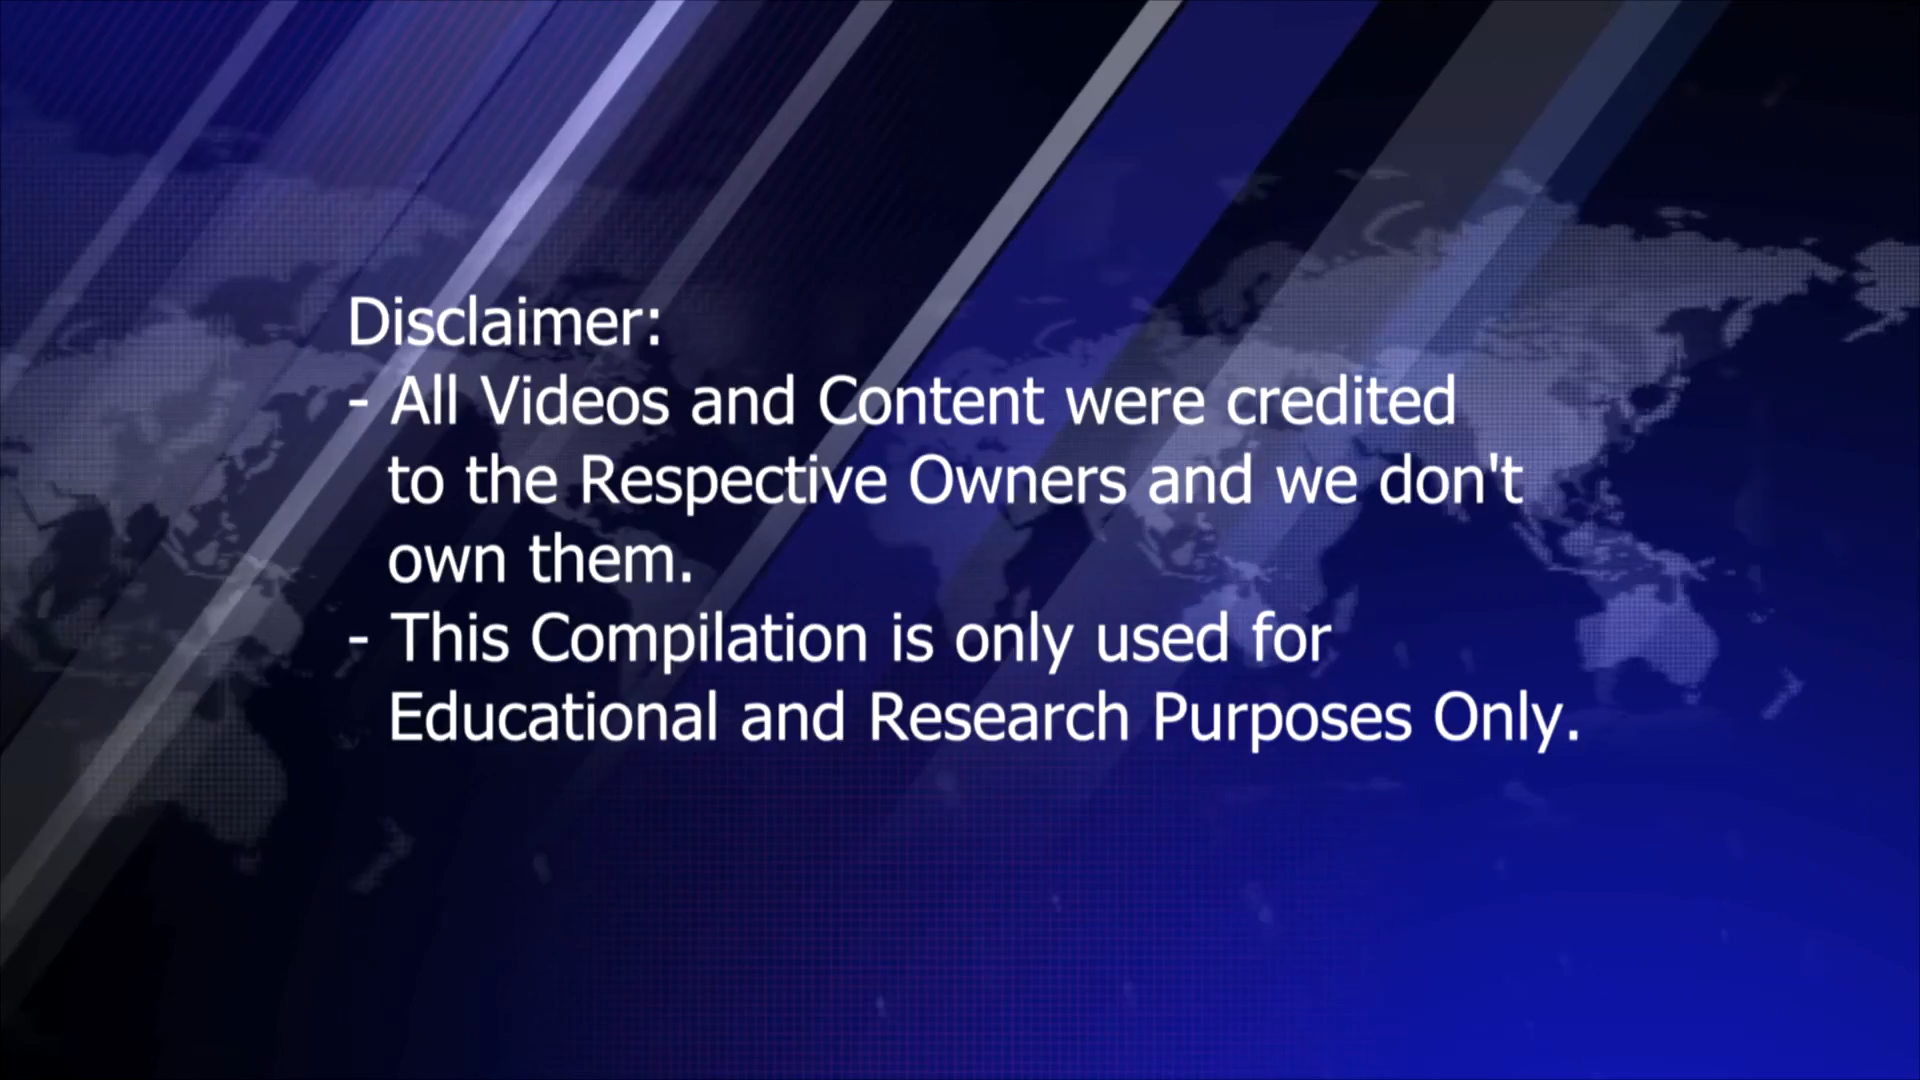 Disclaimer:
- All Videos and Content were credited
to the Respective Owners and we don't
own them.
- This Compilation is only used for
Educational and Research Purposes Only.